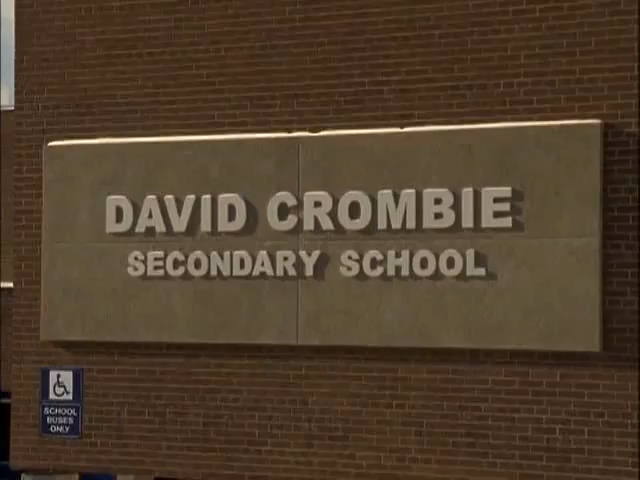 DAVID CROMBIE
SECONDARY SCHOOL
SCHOOL
BUSES
ONLY